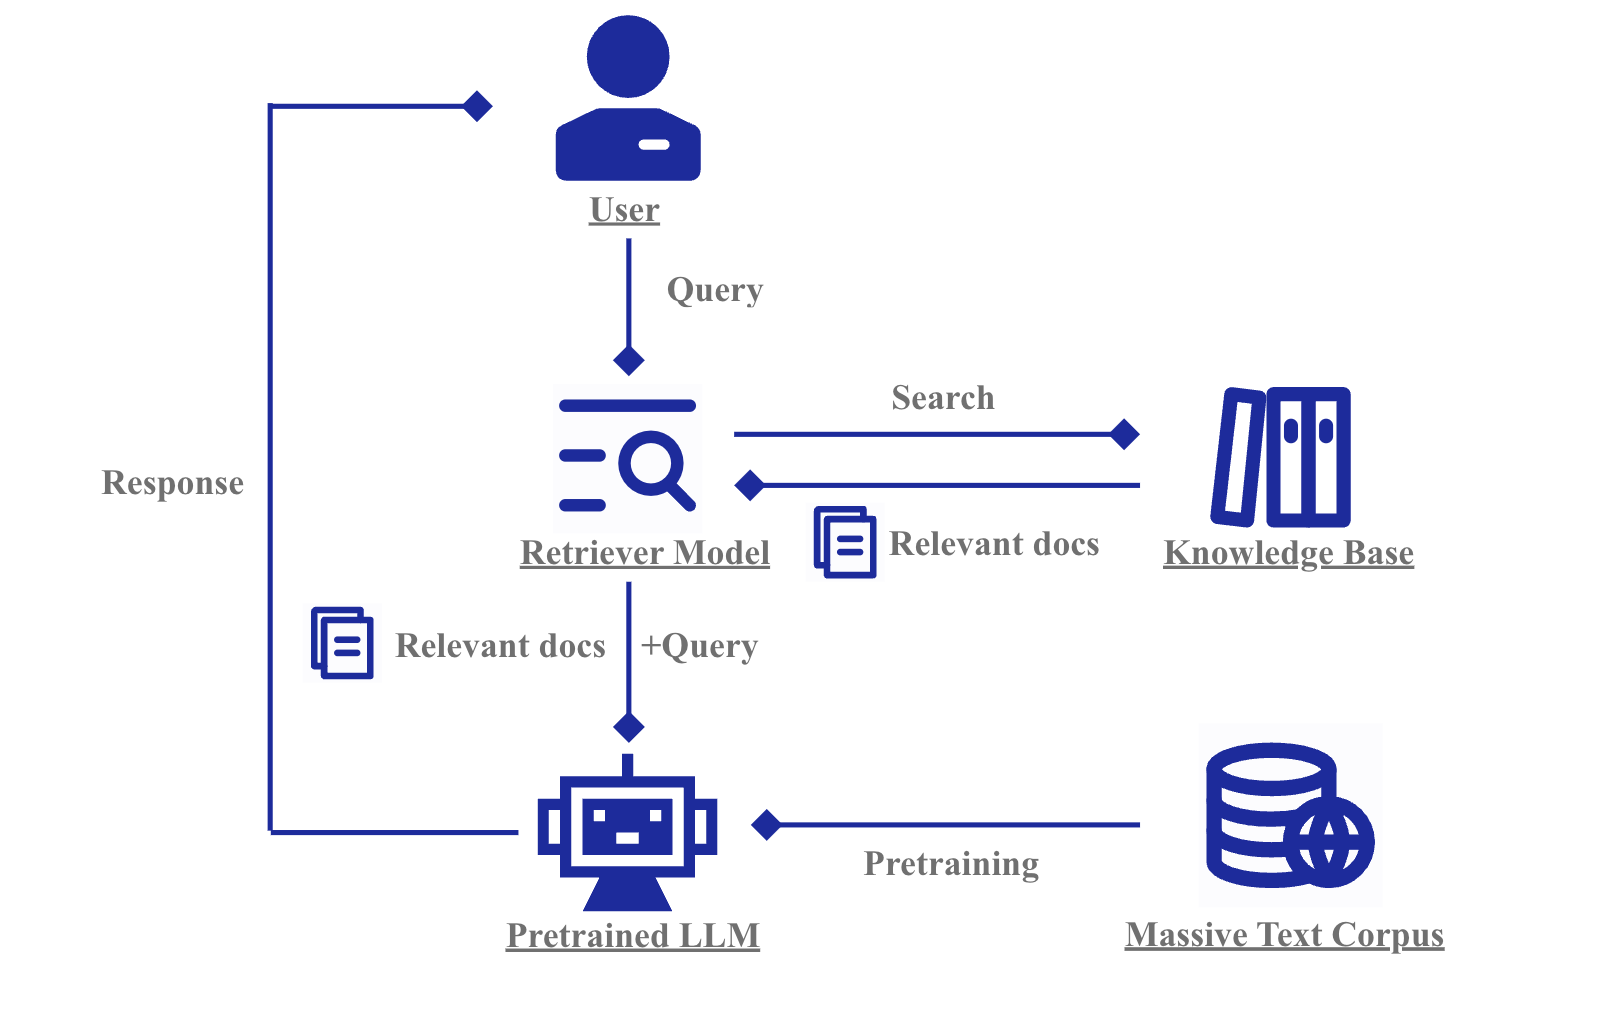 User
Query
Search
Response
Retriever Model
Relevant docs
Knowledge Base
Relevant docs +Query
Pretraining
Pretrained LLM
Massive Text Corpus